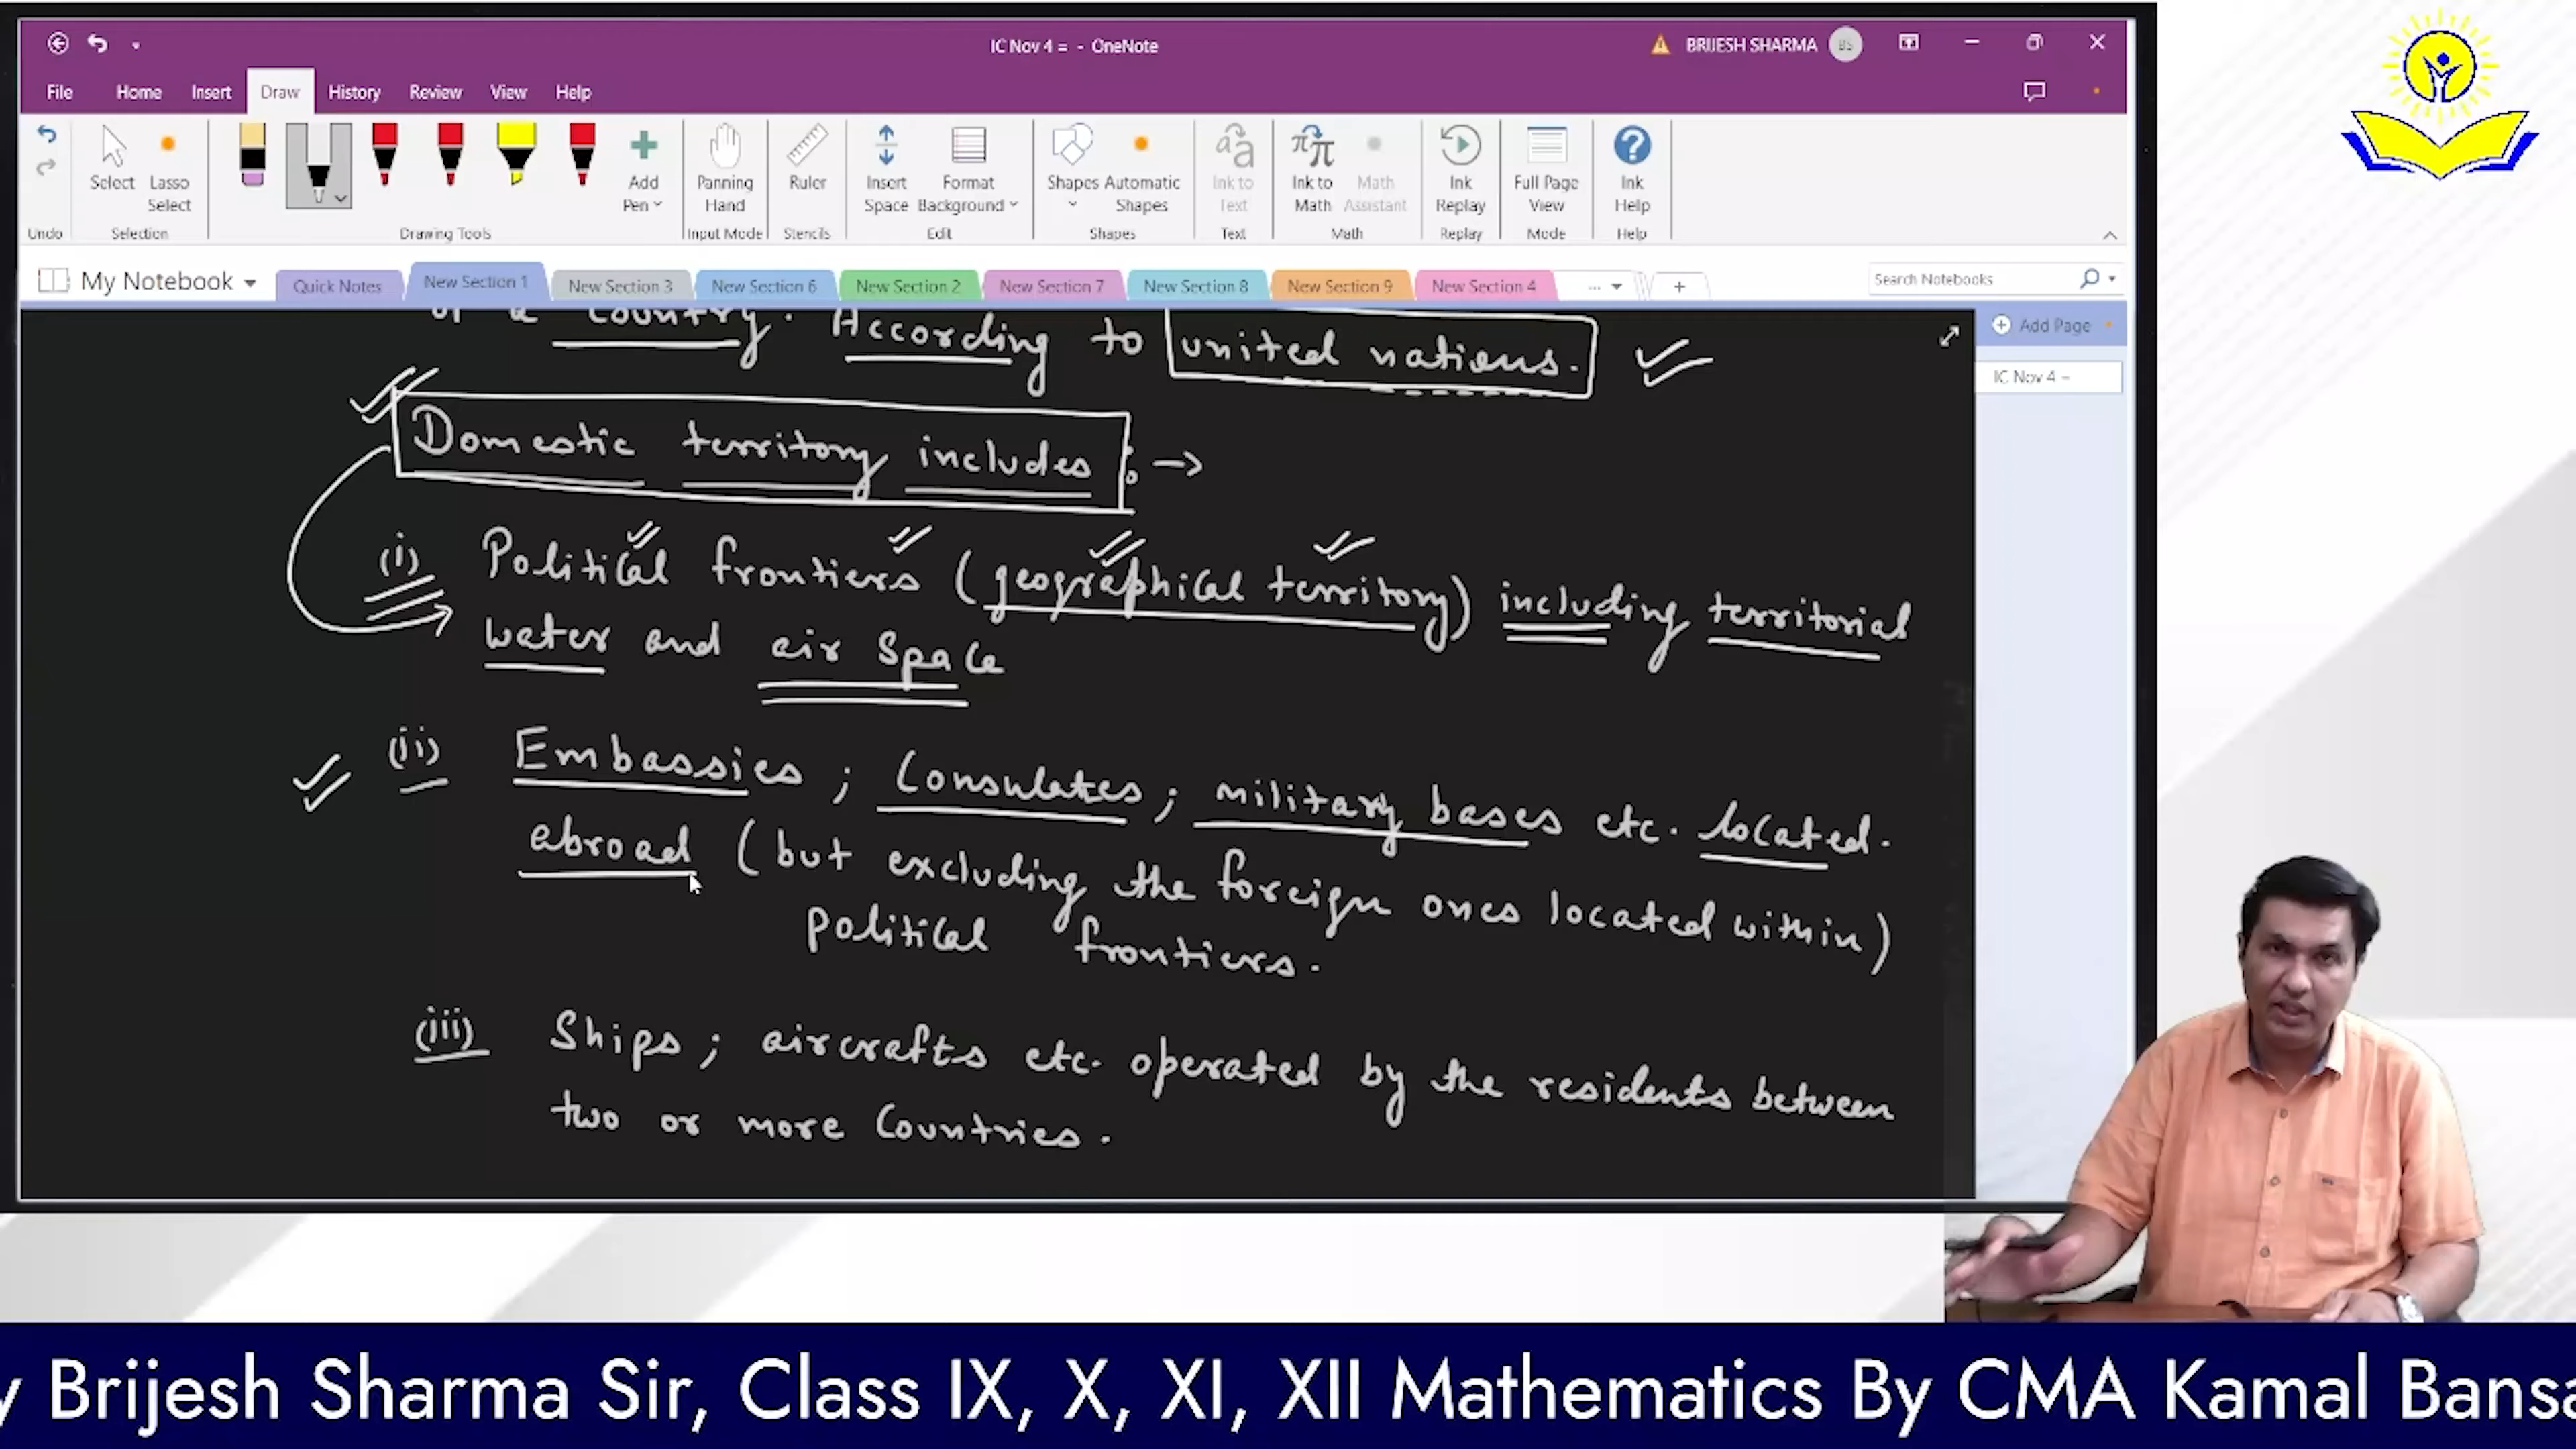 IC Nov 4 = - OneNote
BRIJESH SHARMA
BS
File Home Insert Draw History Review View Help
Select
Lasso Select
Add Pen
Panning Hand
Ruler
Insert Space
Format Background
Shapes
Automatic Shapes
Ink to Text
Ink to Math
Math Assistant
Ink Replay
Full Page View
Ink Help
Undo Selection Drawing Tools Input Mode Stencils Edit Shapes Text Math Replay Mode Help
My Notebook Quick Notes New Section 1 New Section 3 New Section 6 New Section 2 New Section 7 New Section 8 New Section 9 New Section 4 ... +
Search Notebooks
Add Page
IC Nov 4 =
of a country. According to united nations.
Domestic territory includes :→
(i) Political frontiers (geographical territory) including territorial
water and air space
(ii) Embassies ; Consulates ; military bases etc. located.
abroad (but excluding the foreign ones located within)
political frontiers.
(iii) Ships ; aircrafts etc. operated by the residents between
two or more Countries.
y Brijesh Sharma Sir, Class IX, X, XI, XII Mathematics By CMA Kamal Bansa